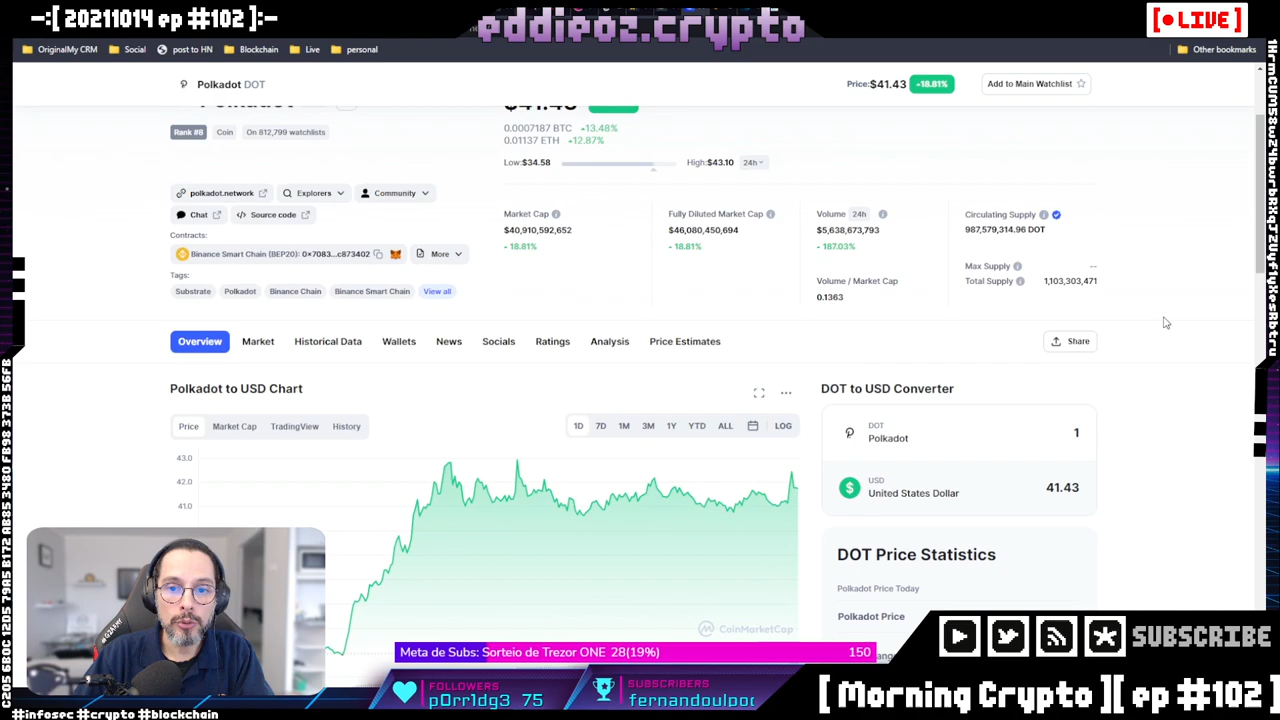 -:[ 20211014 ep #102 ]:-
eddieoz.crypto
[ ● LIVE ]
OriginalMy CRM
Social
post to HN
Blockchain
Live
personal
Other bookmarks
Polkadot DOT
Price:$41.43
18.81%
Add to Main Watchlist
Polkadot
$41.43
Rank #8
Coin
On 812,799 watchlists
0.0007187 BTC 13.48%
0.01137 ETH 12.87%
Low:$34.58
High:$43.10
24h
polkadot.network
Explorers
Community
Chat
Source code
Contracts:
Binance Smart Chain (BEP20): 0x7083...c873402
More
Tags:
Substrate
Polkadot
Binance Chain
Binance Smart Chain
View all
Market Cap
$40,910,592,652
18.81%
Fully Diluted Market Cap
$46,080,450,694
18.81%
Volume 24h
$5,638,673,793
187.03%
Volume / Market Cap
0.1363
Circulating Supply
987,579,314.96 DOT
Max Supply --
Total Supply 1,103,303,471
Overview
Market
Historical Data
Wallets
News
Socials
Ratings
Analysis
Price Estimates
Share
Polkadot to USD Chart
Price
Market Cap
TradingView
History
1D
7D
1M
3M
1Y
YTD
ALL
LOG
43.0
42.0
41.0
CoinMarketCap
DOT to USD Converter
DOT
Polkadot
1
USD
United States Dollar
41.43
DOT Price Statistics
Polkadot Price Today
Polkadot Price
Meta de Subs: Sorteio de Trezor ONE 28(19%)
150
FOLLOWERS
p0rr1dg3 75
SUBSCRIBERS
fernandoulpo
SUBSCRIBE
[ Morning Crypto ][ ep #102 ]
#infosec #crypto #blockchain